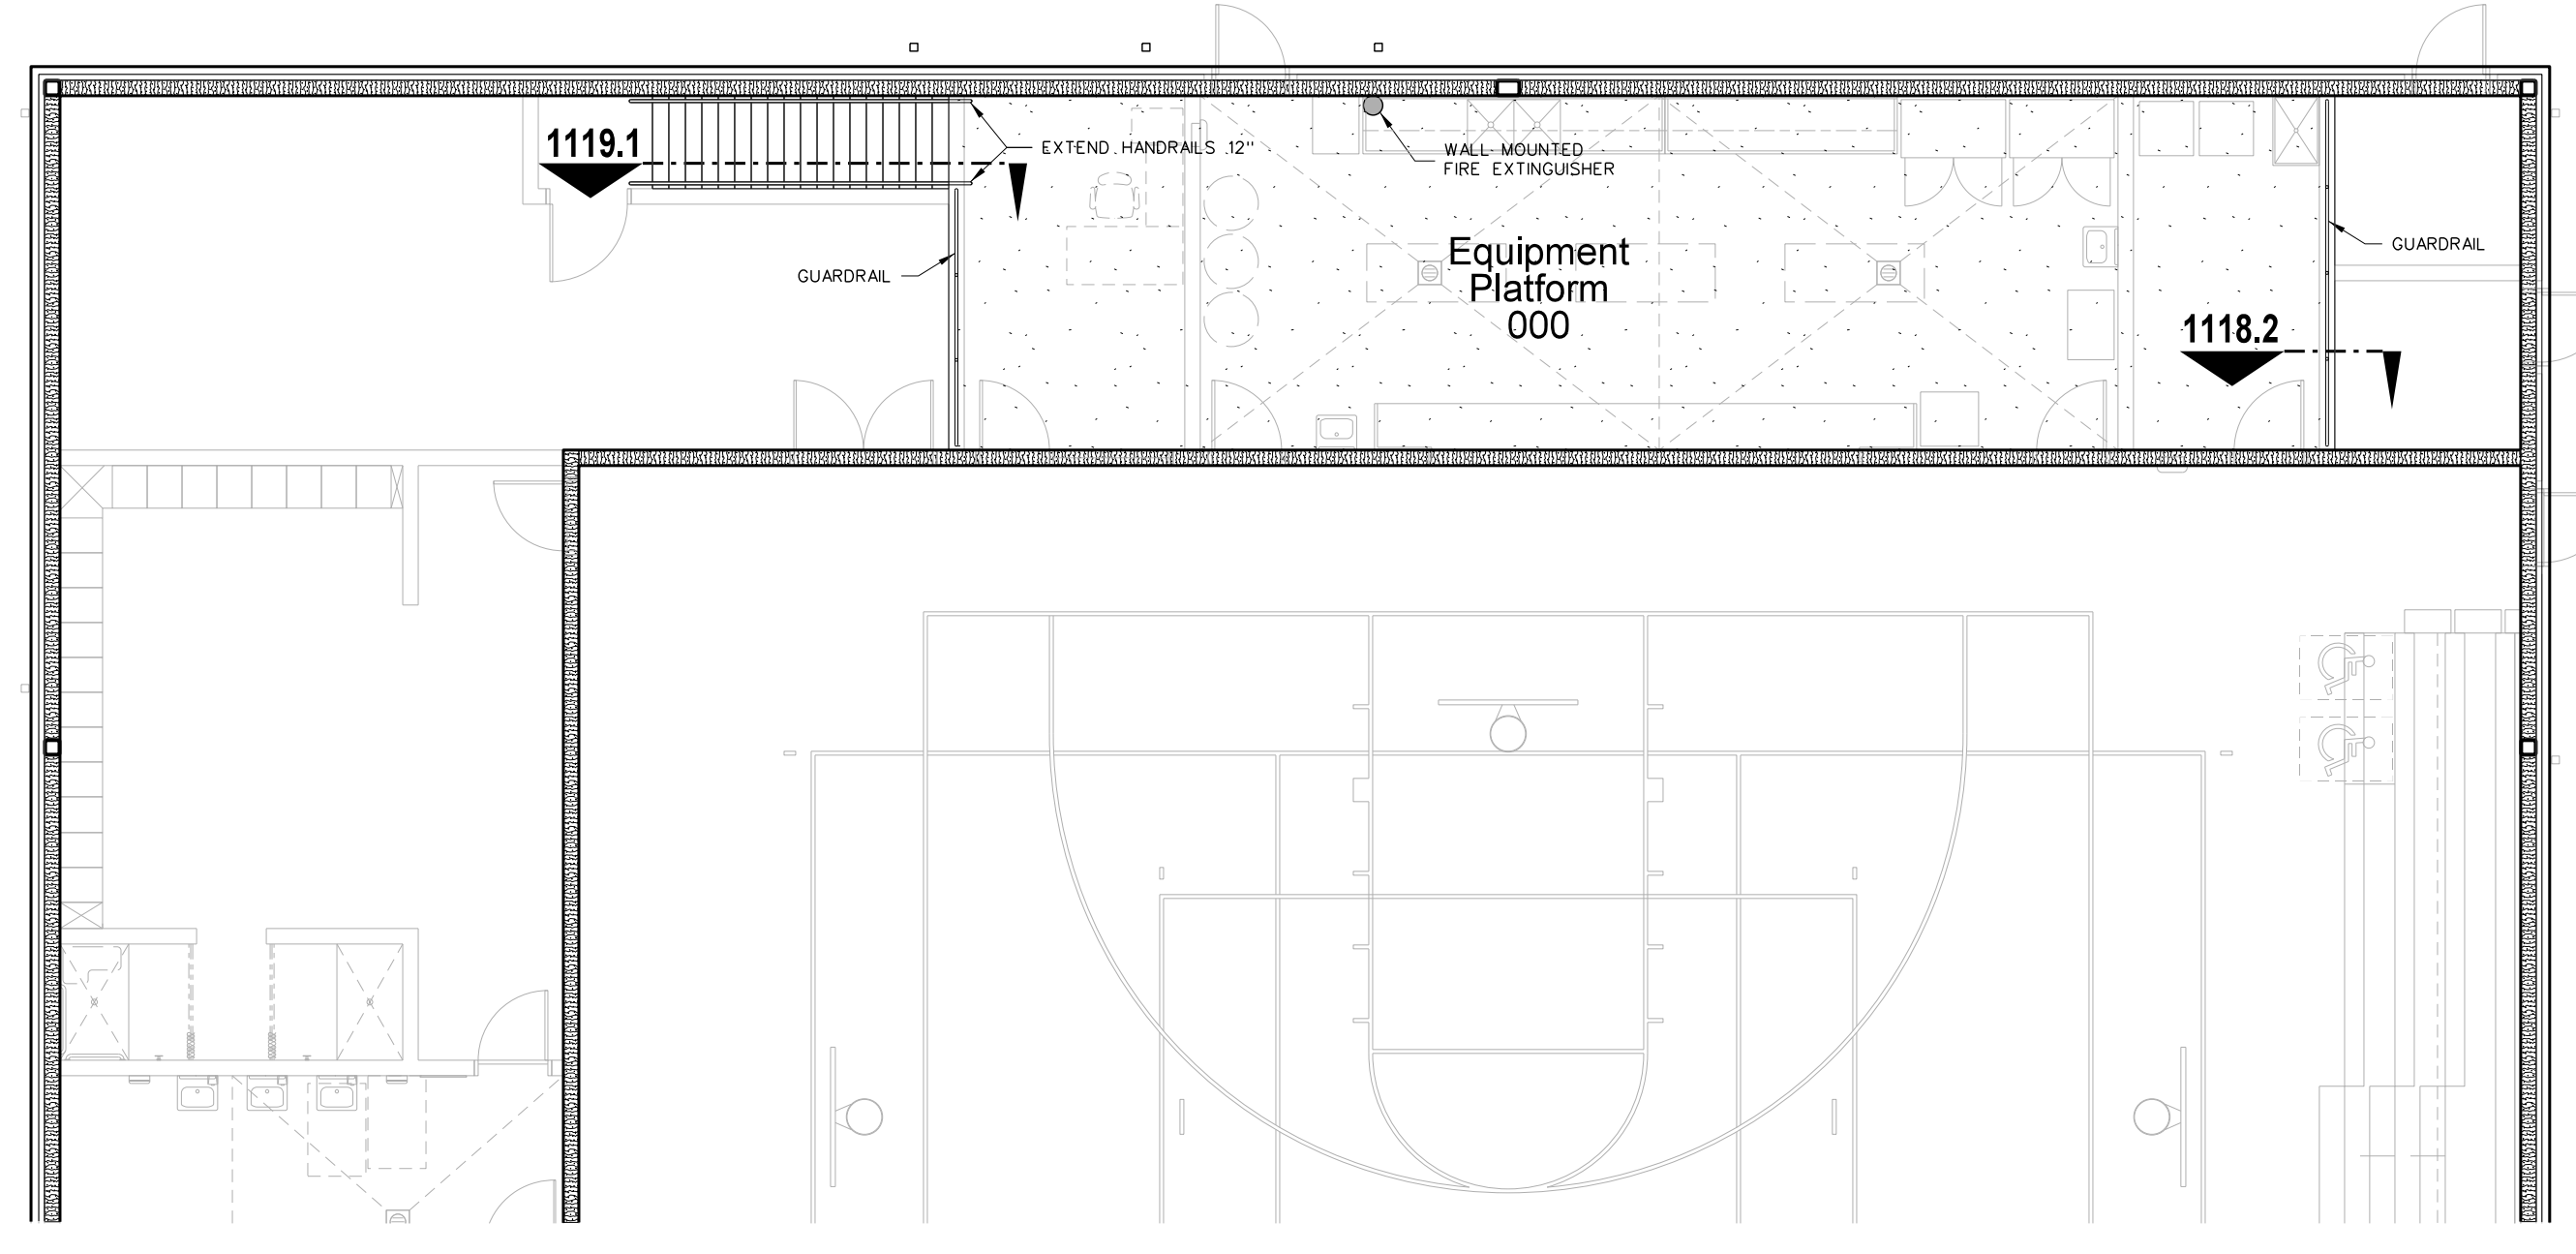 1119.1
EXTEND HANDRAILS 12"
WALL MOUNTED
FIRE EXTINGUISHER
GUARDRAIL
Equipment
Platform
000
GUARDRAIL
1118.2